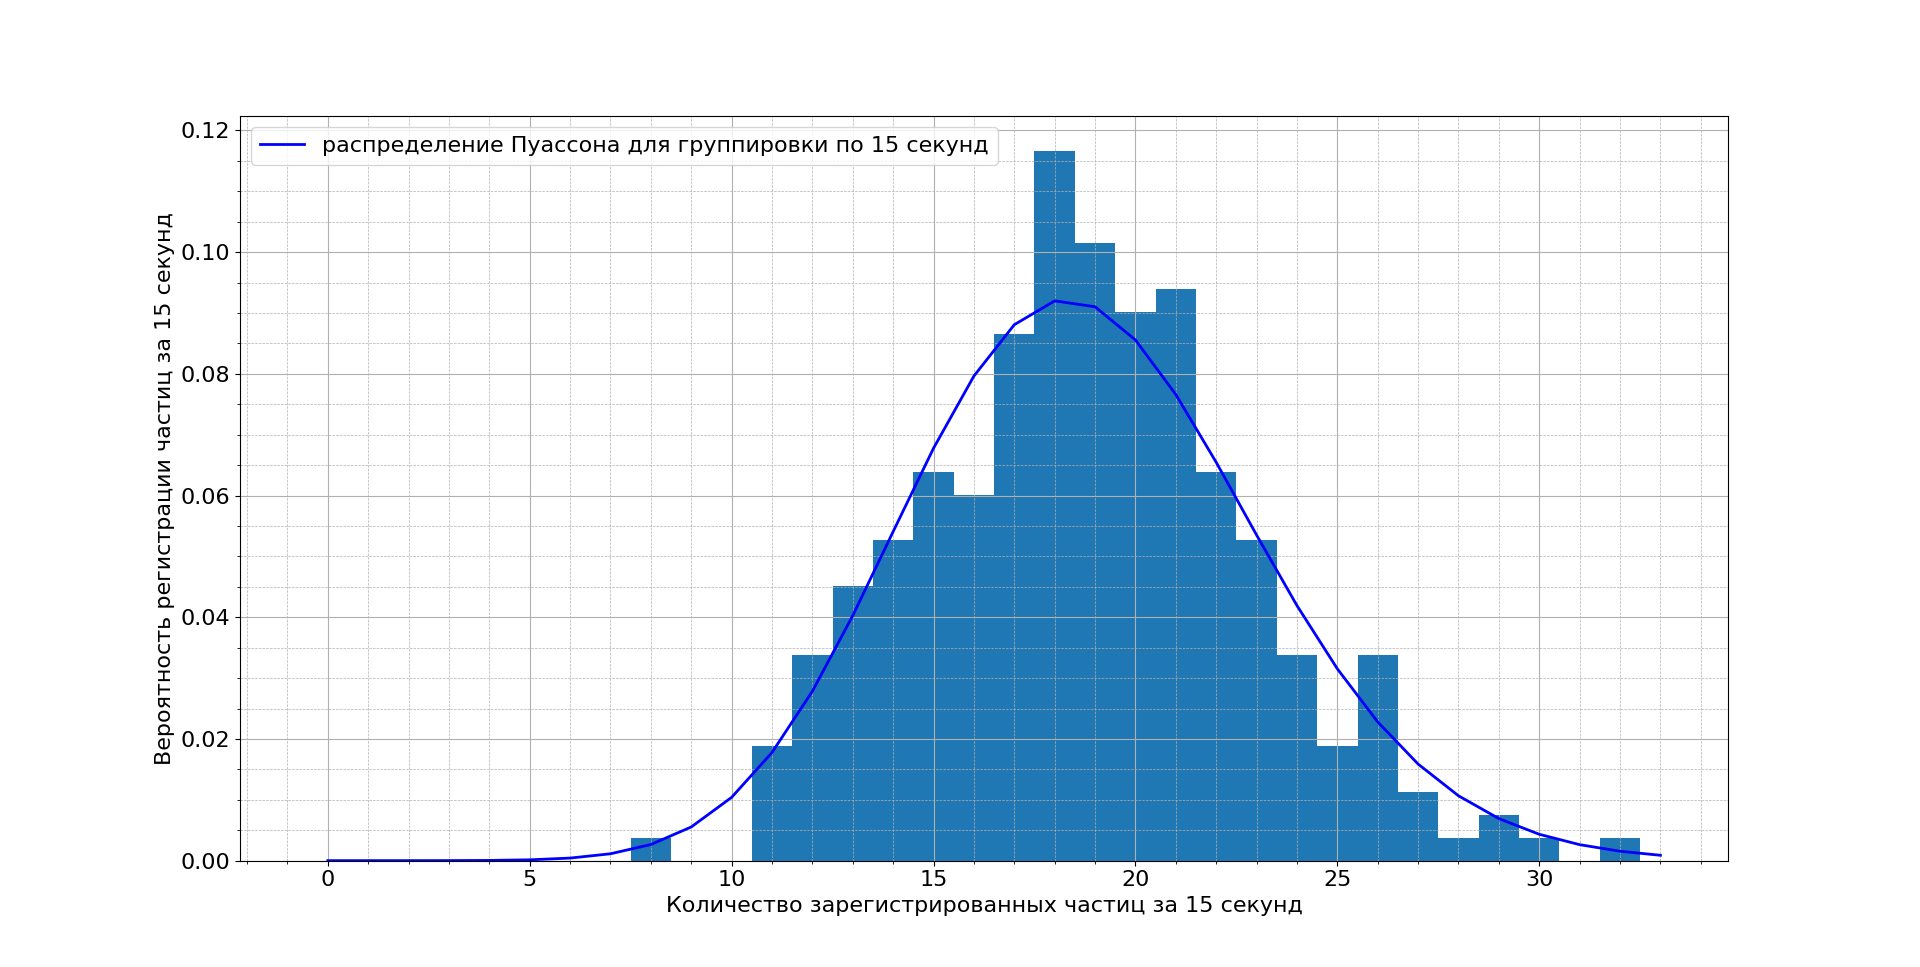 распределение Пуассона для группировки по 15 секунд
Вероятность регистрации частиц за 15 секунд
0.12
0.10
0.08
0.06
0.04
0.02
0.00
0 5 10 15 20 25 30
Количество зарегистрированных частиц за 15 секунд